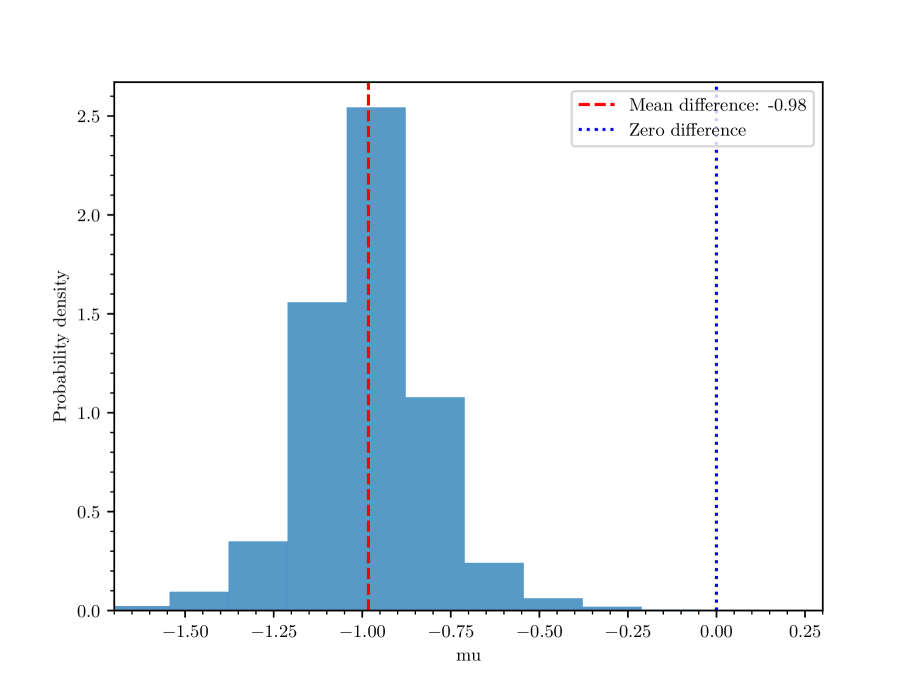 Mean difference: -0.98
Zero difference
Probability density
2.5
2.0
1.5
1.0
0.5
0.0
−1.50 −1.25 −1.00 −0.75 −0.50 −0.25 0.00 0.25
mu